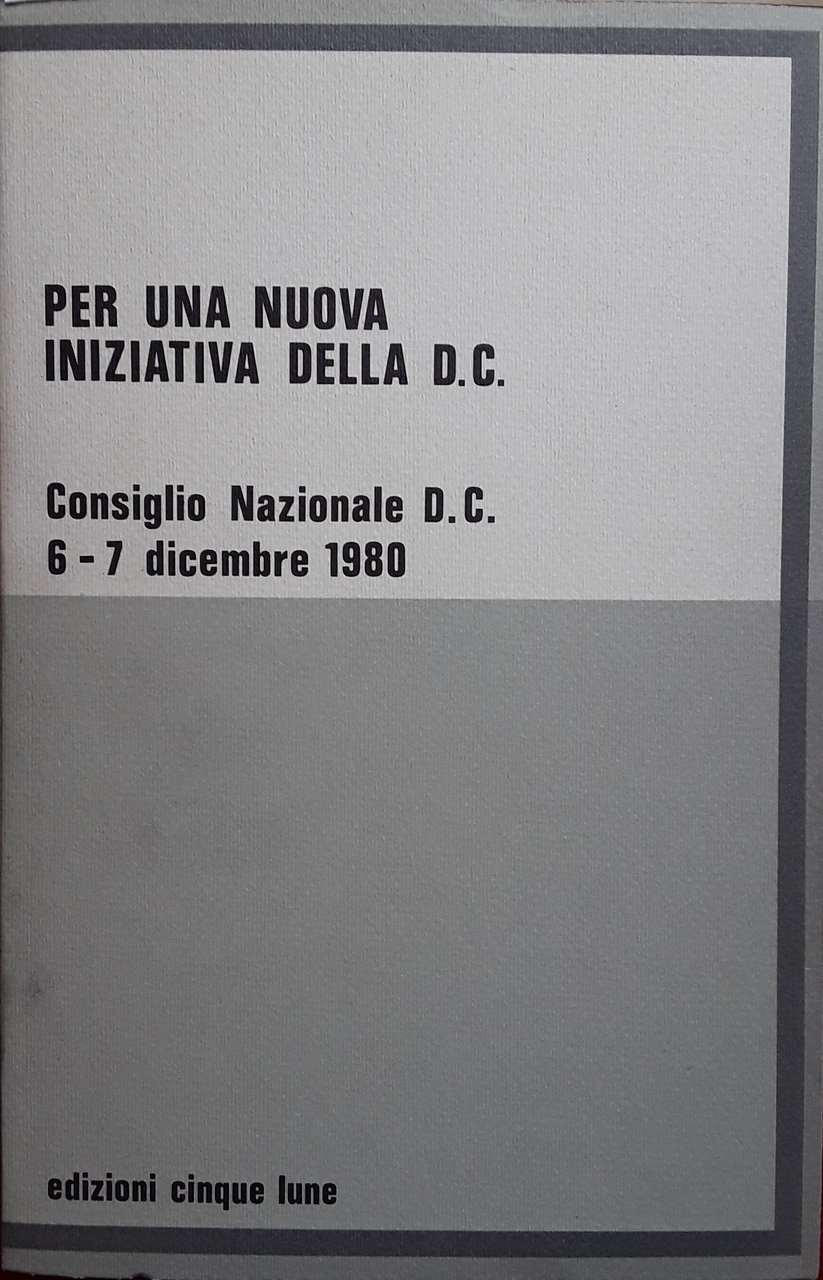 PER UNA NUOVA
INIZIATIVA DELLA D.C.
Consiglio Nazionale D.C.
6 - 7 dicembre 1980
edizioni cinque lune